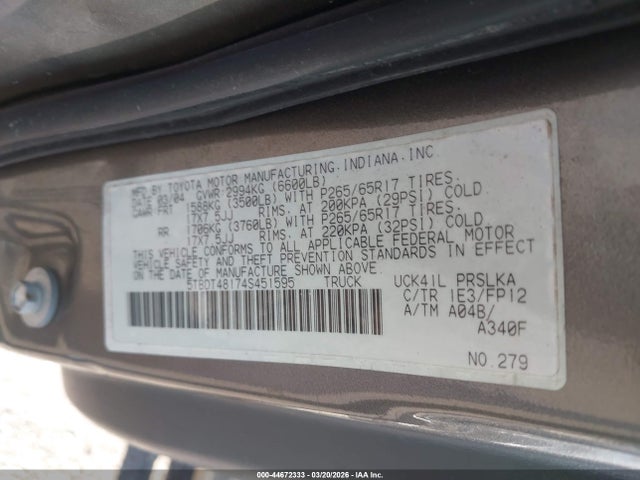 MFD. BY TOYOTA MOTOR MANUFACTURING, INDIANA, INC
DATE 03/04 GVWR 2994KG (6600LB)
GAWR FRT 1588KG (3500LB) WITH P265/65R17 TIRES.
17X7.5JJ RIMS, AT 200KPA (29PSI) COLD
RR 1706KG (3760LB) WITH P265/65R17 TIRES.
17X7.5JJ RIMS, AT 220KPA (32PSI) COLD
THIS VEHICLE CONFORMS TO ALL APPLICABLE FEDERAL MOTOR
VEHICLE SAFETY AND THEFT PREVENTION STANDARDS IN EFFECT
ON THE DATE OF MANUFACTURE SHOWN ABOVE.
5TBDT48174S451595 TRUCK
UCK41L PRSLKA
C/TR 1E3/FP12
A/TM A04B/
A340F
NO.279
000-44672333 - 03/20/2026 - IAAC - Copart, Inc.